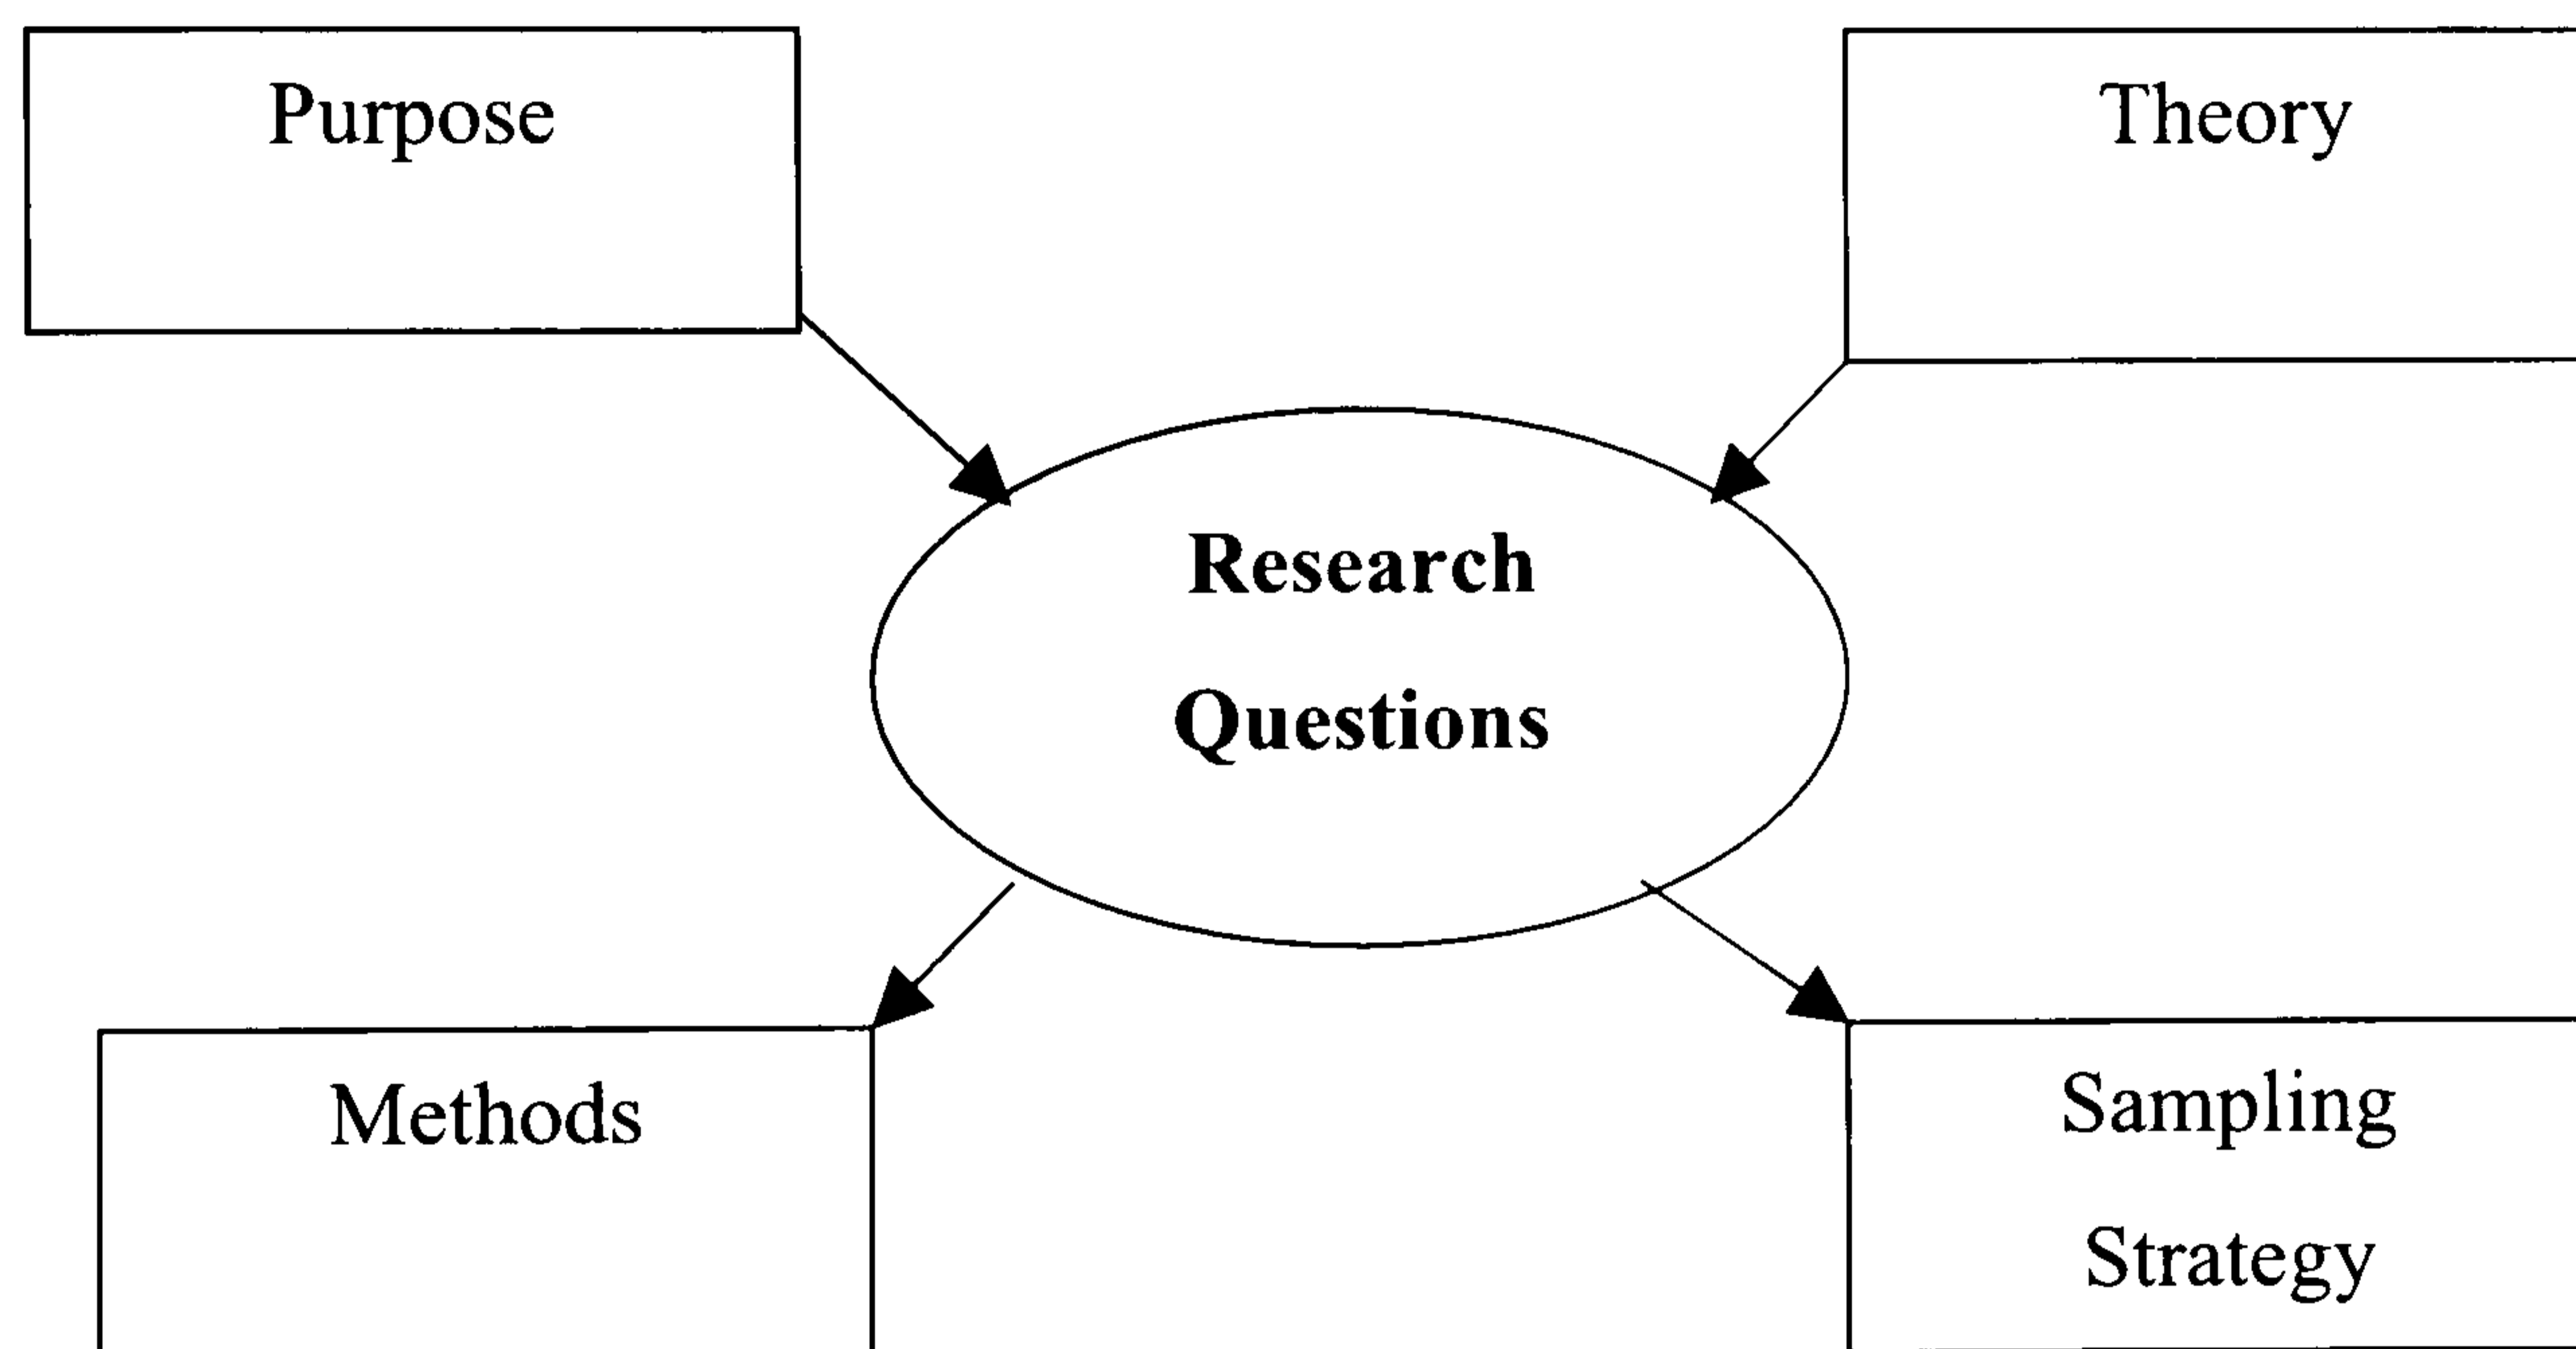 Purpose
Theory
Research
Questions
Methods
Sampling
Strategy